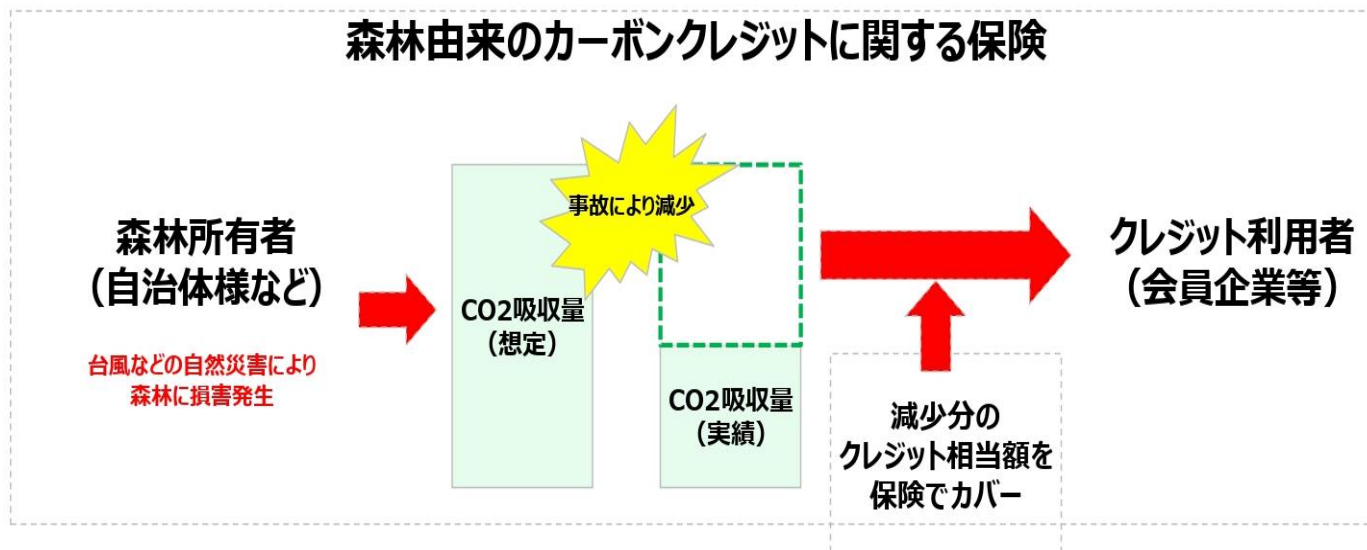 森林由来のカーボンクレジットに関する保険
森林所有者
（自治体様など）
台風などの自然災害により
森林に損害発生
CO2吸収量
（想定）
事故により減少
CO2吸収量
（実績）
クレジット利用者
（会員企業等）
減少分の
クレジット相当額を
保険でカバー